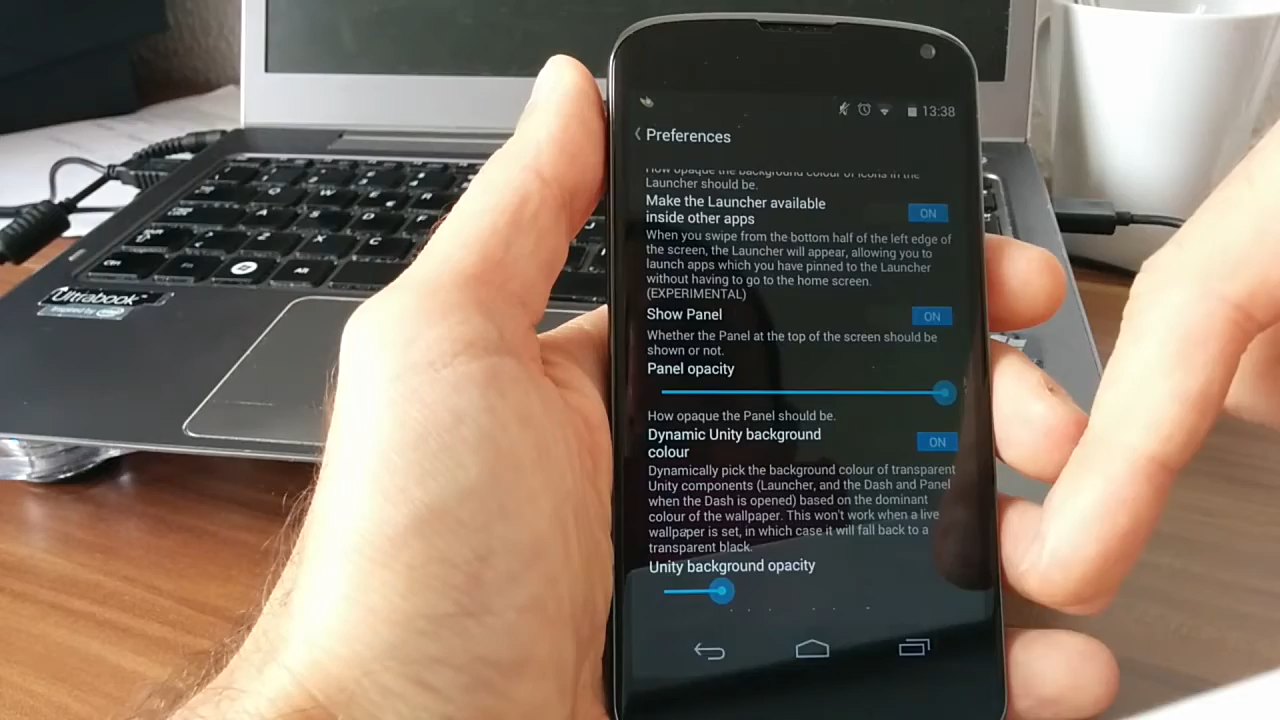 13:38
Preferences
How opaque the background colour of icons in the
Launcher should be.
Make the Launcher available
inside other apps
ON
When you swipe from the bottom half of the left edge of
the screen, the Launcher will appear, allowing you to
launch apps which you have pinned to the Launcher
without having to go to the home screen.
(EXPERIMENTAL)
Show Panel
ON
Whether the Panel at the top of the screen should be
shown or not.
Panel opacity
How opaque the Panel should be.
Dynamic Unity background
colour
ON
Dynamically pick the background colour of transparent
Unity components (Launcher, and the Dash and Panel
when the Dash is opened) based on the dominant
colour of the wallpaper. This won't work when a live
wallpaper is set, in which case it will fall back to a
transparent black.
Unity background opacity
Q W R
A S D
Z X C
Ctrl Fn Alt
Ultrabook™
Inspired by intel